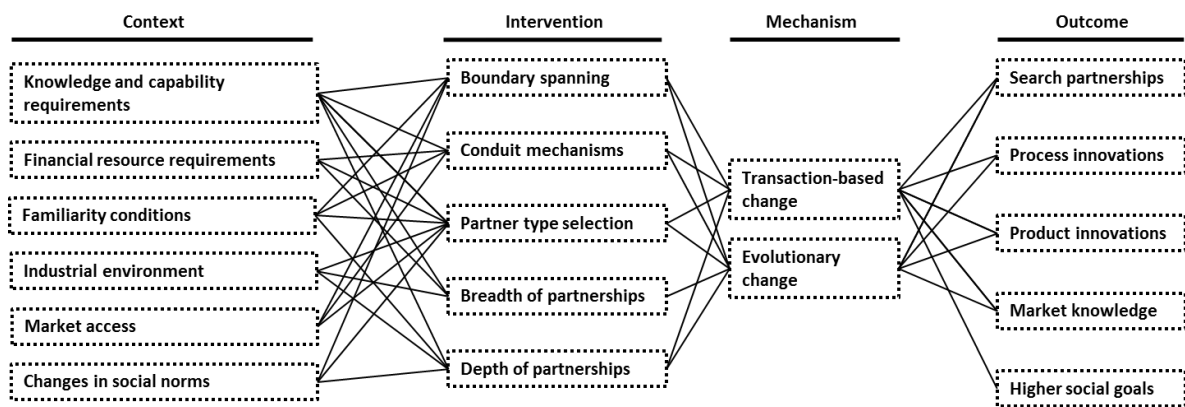 Context
Intervention
Mechanism
Outcome
Knowledge and capability
requirements
Financial resource requirements
Familiarity conditions
Industrial environment
Market access
Changes in social norms
Boundary spanning
Conduit mechanisms
Partner type selection
Breadth of partnerships
Depth of partnerships
Transaction-based
change
Evolutionary
change
Search partnerships
Process innovations
Product innovations
Market knowledge
Higher social goals